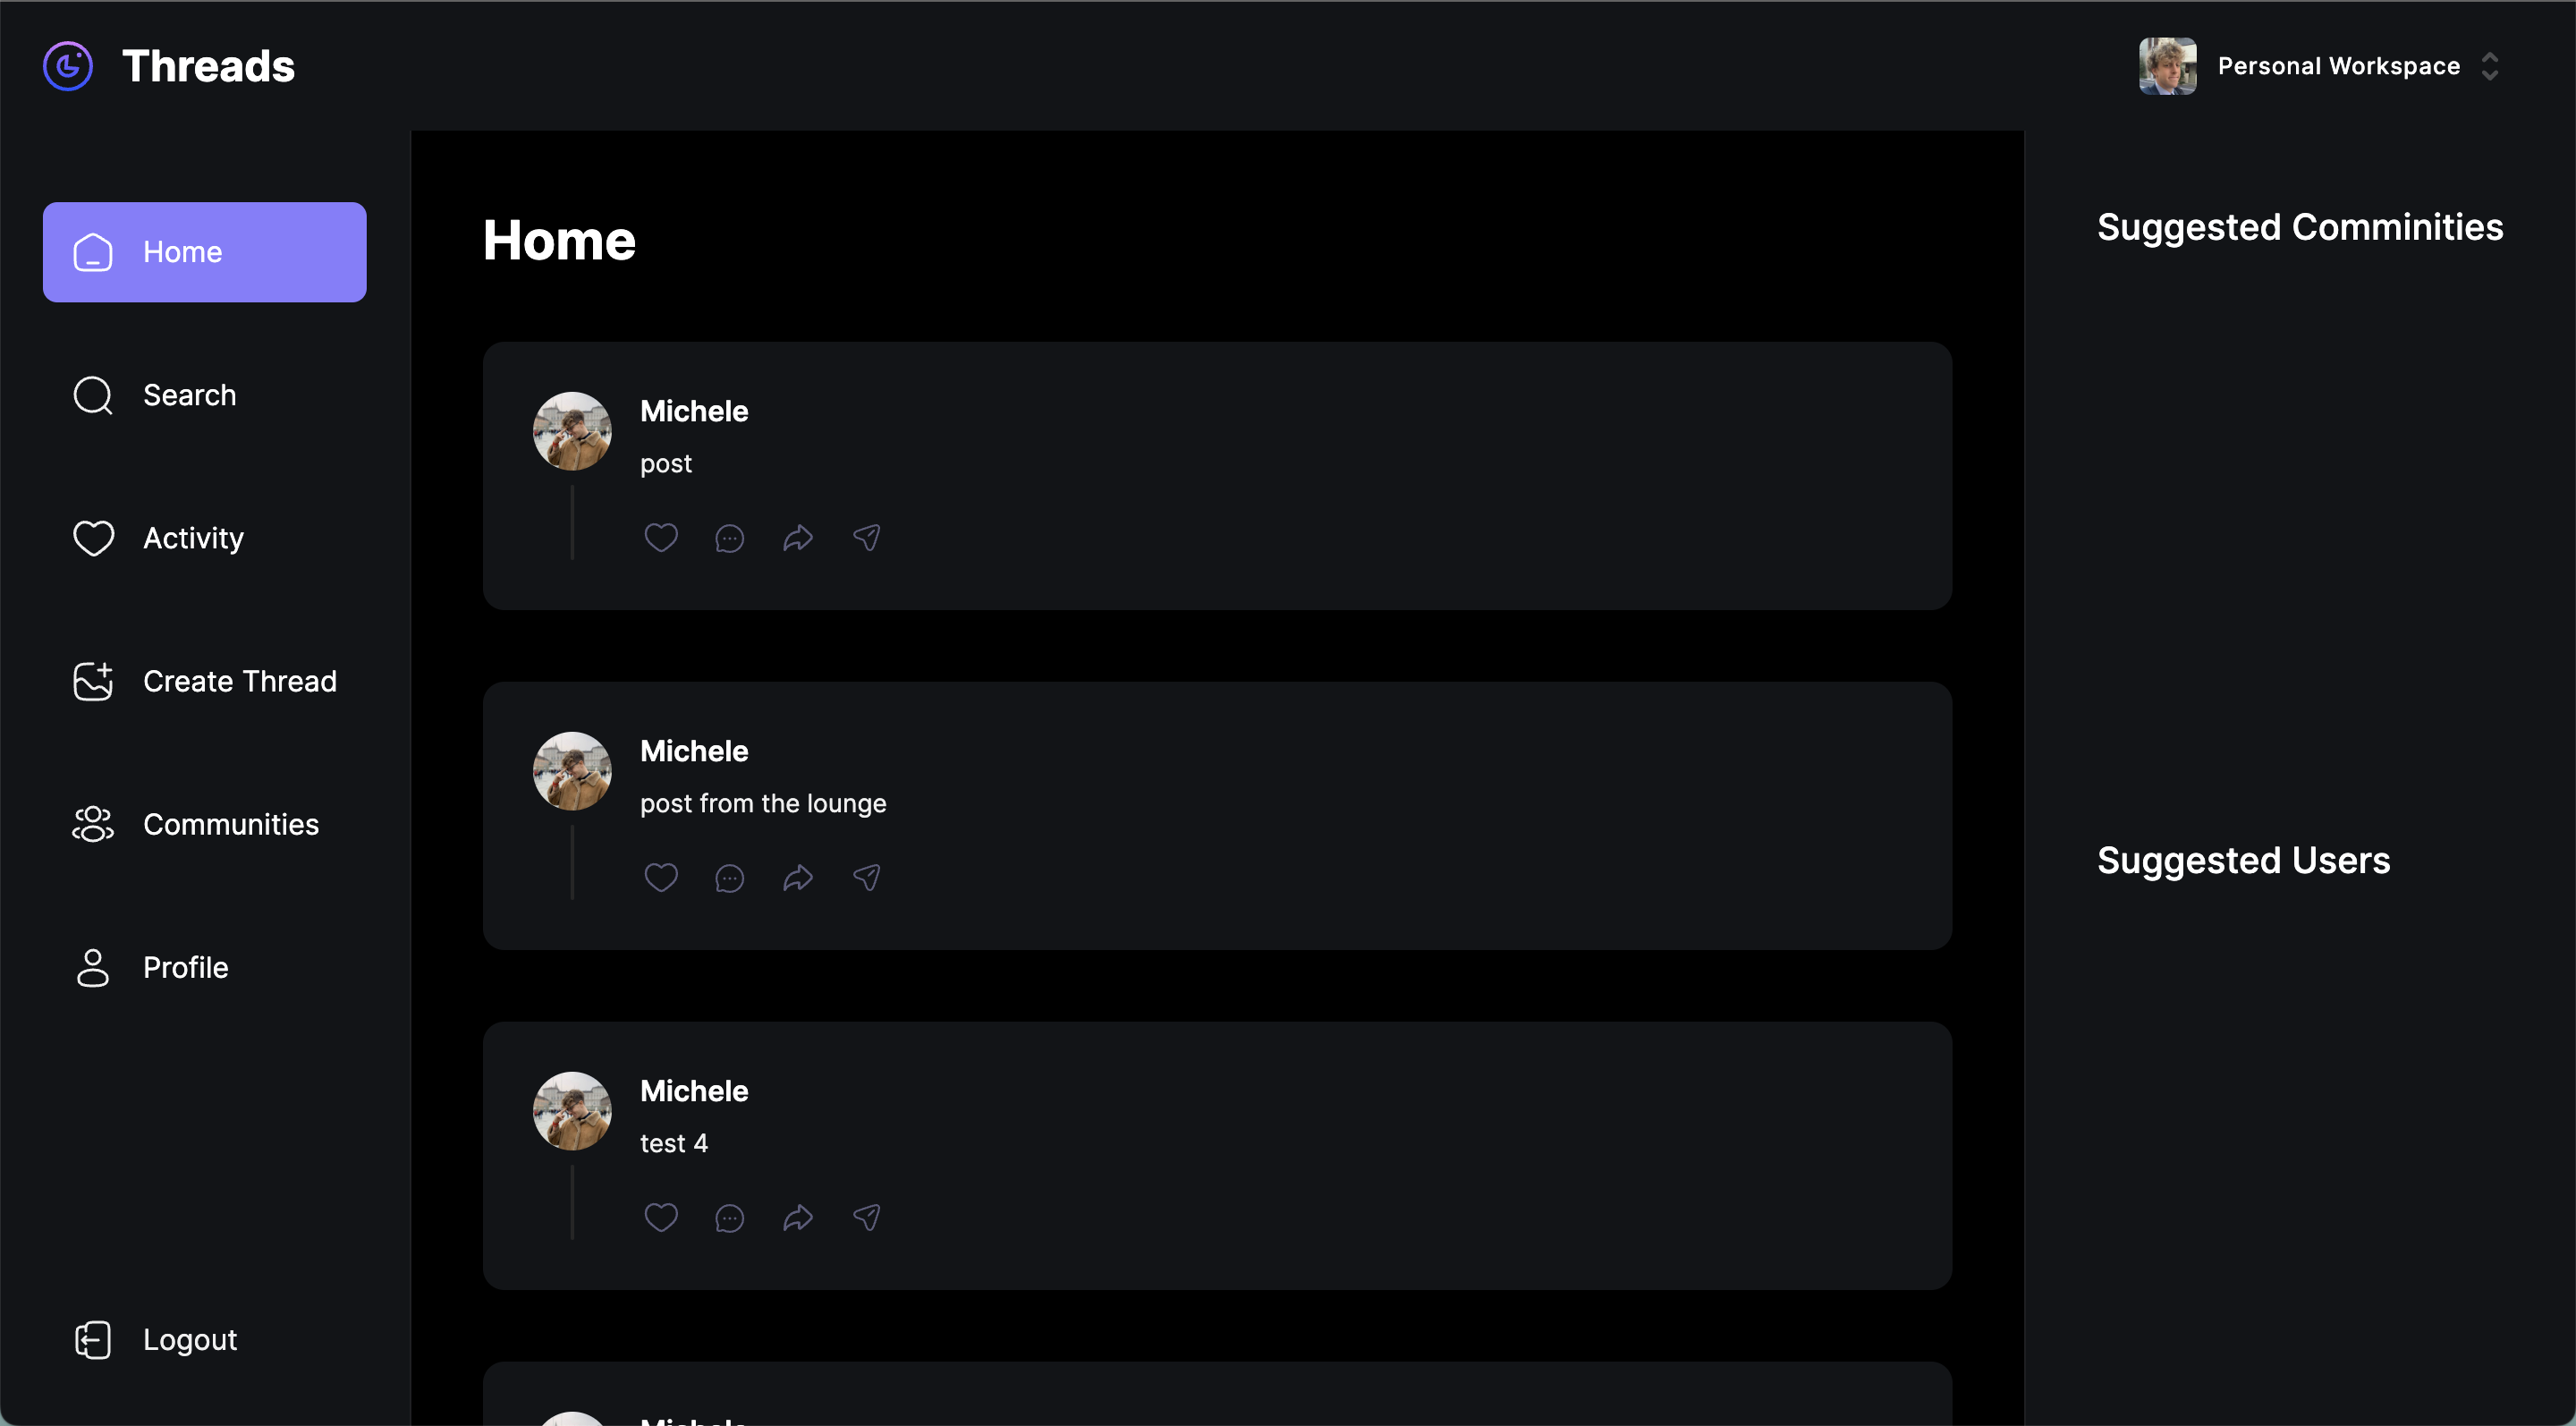 Threads
Personal Workspace
Home
Search
Activity
Create Thread
Communities
Profile
Logout
Home
Michele
post
Michele
post from the lounge
Michele
test 4
Michele
Suggested Comminities
Suggested Users